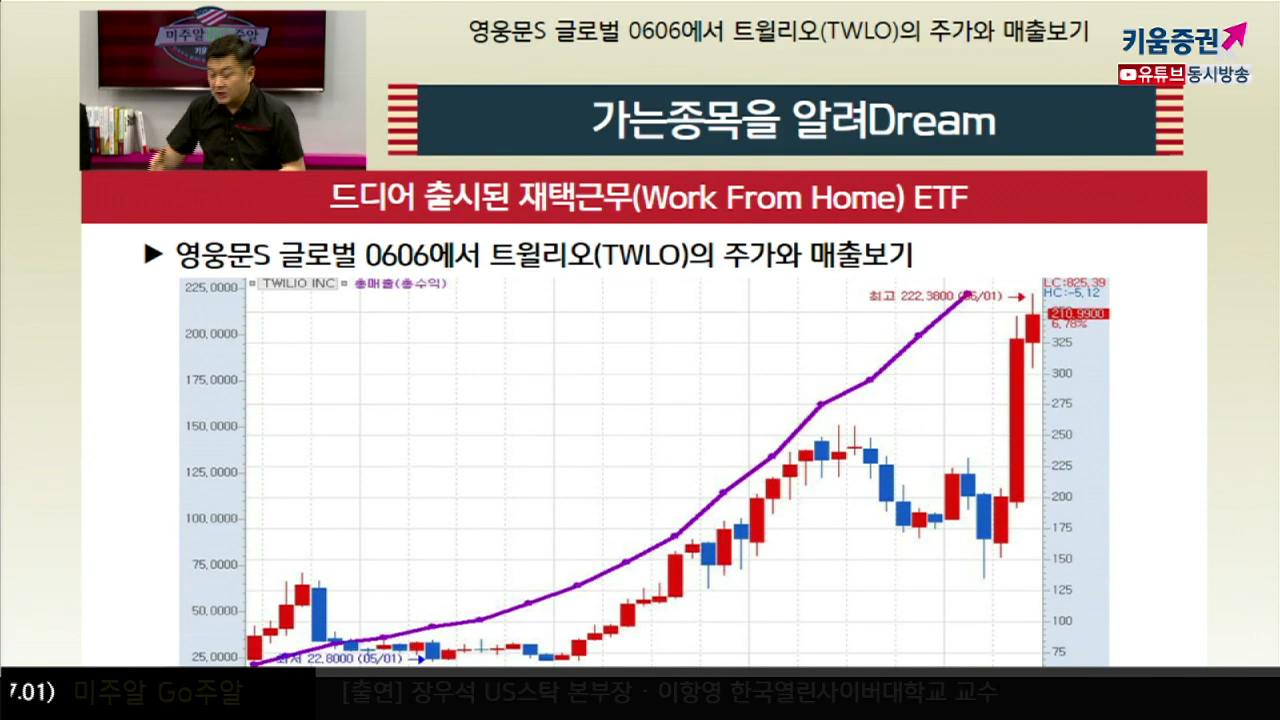 영웅문S 글로벌 0606에서 트윌리오(TWLO)의 주가와 매출보기
키움증권
유튜브동시방송
미주알 주알
가는종목을 알려Dream
드디어 출시된 재택근무(Work From Home) ETF
▶ 영웅문S 글로벌 0606에서 트윌리오(TWLO)의 주가와 매출보기
TWILIO INC 총매출(총수익)
최고 222.3800 (06/01)
LC:825.39
HC:-5.12
210.9900
6.78%
225.0000
200.0000
175.0000
150.0000
125.0000
100.0000
75.0000
50.0000
25.0000
325
300
275
250
225
200
175
150
125
100
75
최저 22.8000 (05/01)
7.01)
미주알 Go주알
[출연] 장우석 US스탁 본부장 · 이항영 한국열린사이버대학교 교수